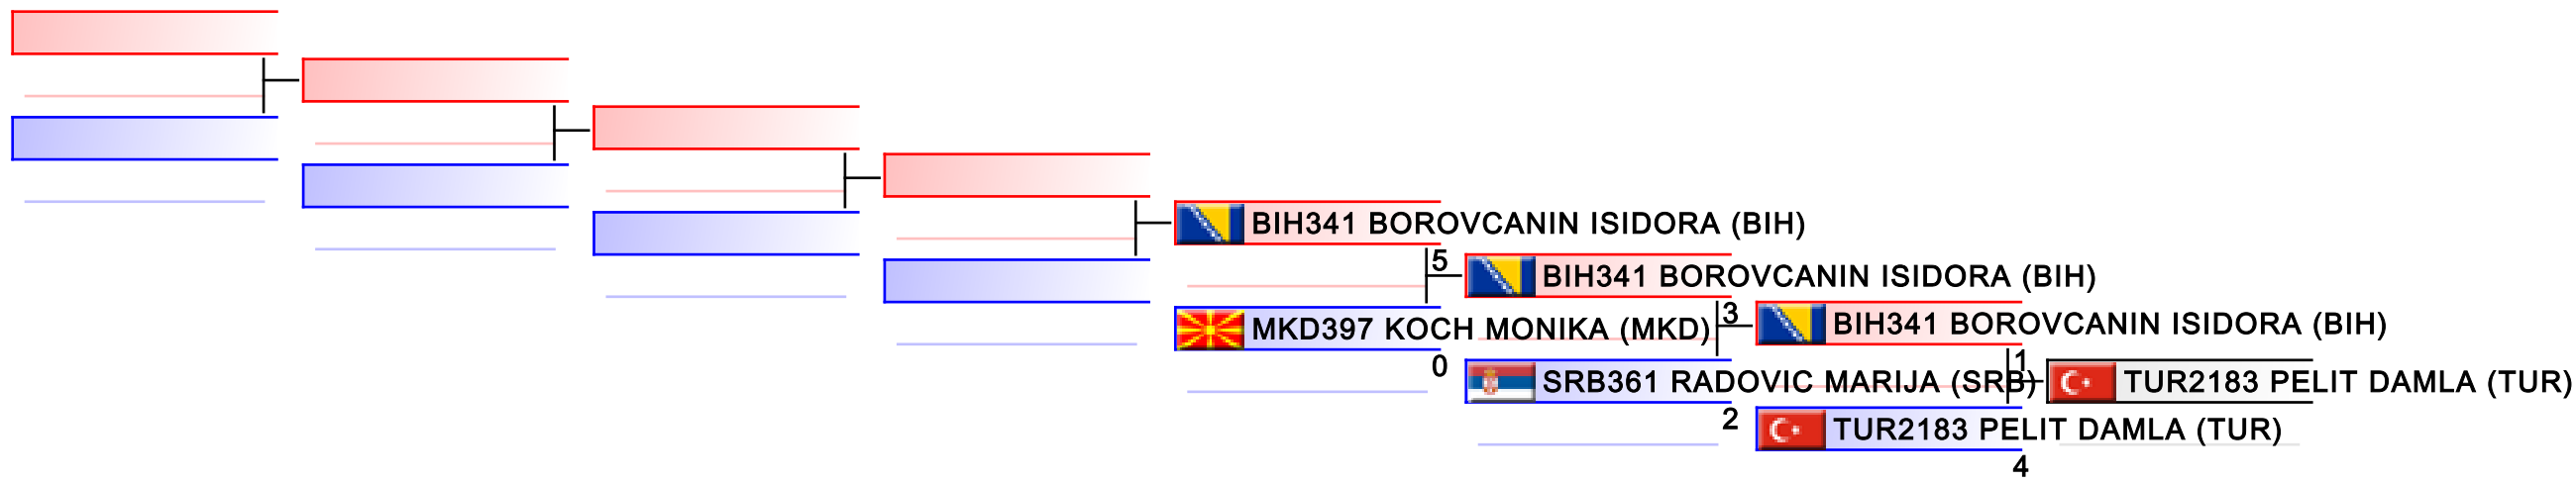 BIH341 BOROVCANIN ISIDORA (BIH)
5
BIH341 BOROVCANIN ISIDORA (BIH)
MKD397 KOCH MONIKA (MKD)
3
BIH341 BOROVCANIN ISIDORA (BIH)
0
SRB361 RADOVIC MARIJA (SRB)
1
TUR2183 PELIT DAMLA (TUR)
2
TUR2183 PELIT DAMLA (TUR)
4